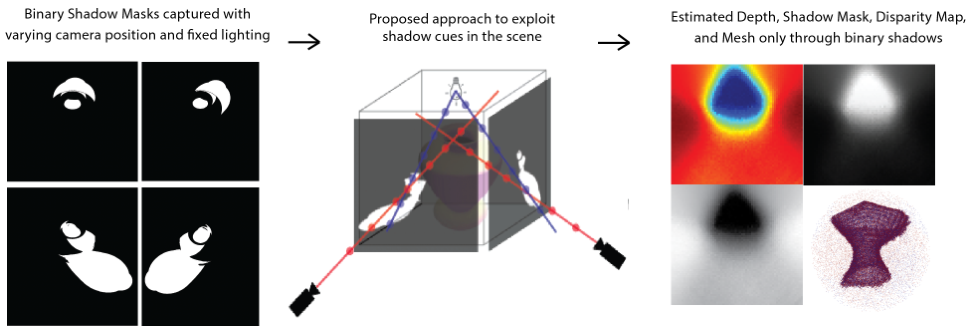 Binary Shadow Masks captured with
varying camera position and fixed lighting
Proposed approach to exploit
shadow cues in the scene
Estimated Depth, Shadow Mask, Disparity Map,
and Mesh only through binary shadows